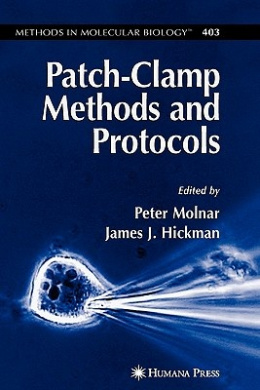 METHODS IN MOLECULAR BIOLOGY™ 403
Patch-Clamp
Methods and
Protocols
Edited by
Peter Molnar
James J. Hickman
HUMANA PRESS